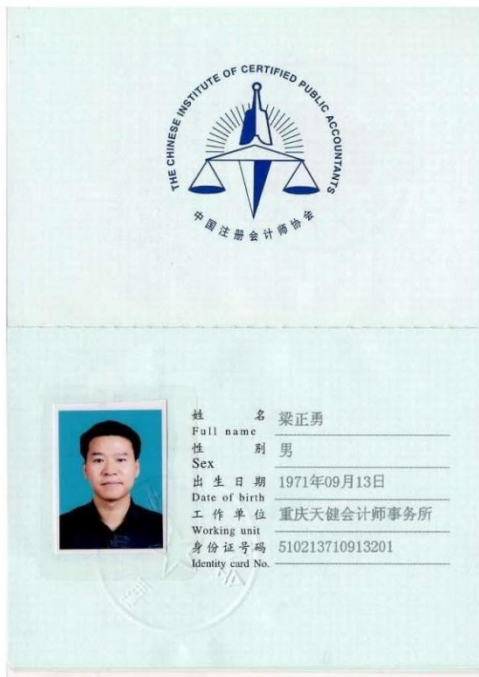 THE CHINESE INSTITUTE OF CERTIFIED PUBLIC ACCOUNTANTS
中国注册会计师协会
姓 名 梁正勇
Full name
性 别 男
Sex
出生日期 1971年09月13日
Date of birth
工作单位 重庆天健会计师事务所
Working unit
身份证号码 510213710913201
Identity card No.